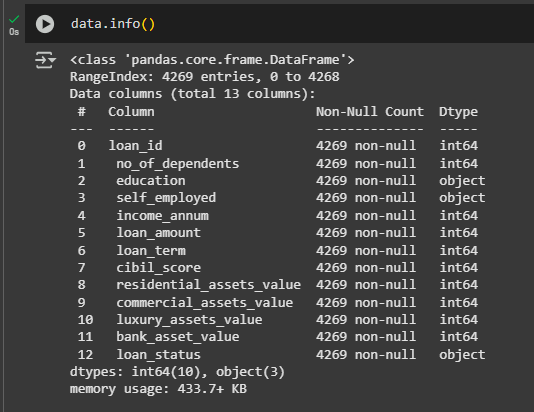 data.info()
0s
<class 'pandas.core.frame.DataFrame'>
RangeIndex: 4269 entries, 0 to 4268
Data columns (total 13 columns):
 #   Column                    Non-Null Count  Dtype
---  ------                    --------------  -----
 0   loan_id                   4269 non-null   int64
 1    no_of_dependents         4269 non-null   int64
 2    education                4269 non-null   object
 3    self_employed            4269 non-null   object
 4    income_annum             4269 non-null   int64
 5    loan_amount              4269 non-null   int64
 6    loan_term                4269 non-null   int64
 7    cibil_score              4269 non-null   int64
 8    residential_assets_value 4269 non-null   int64
 9    commercial_assets_value  4269 non-null   int64
 10   luxury_assets_value      4269 non-null   int64
 11   bank_asset_value         4269 non-null   int64
 12   loan_status              4269 non-null   object
dtypes: int64(10), object(3)
memory usage: 433.7+ KB